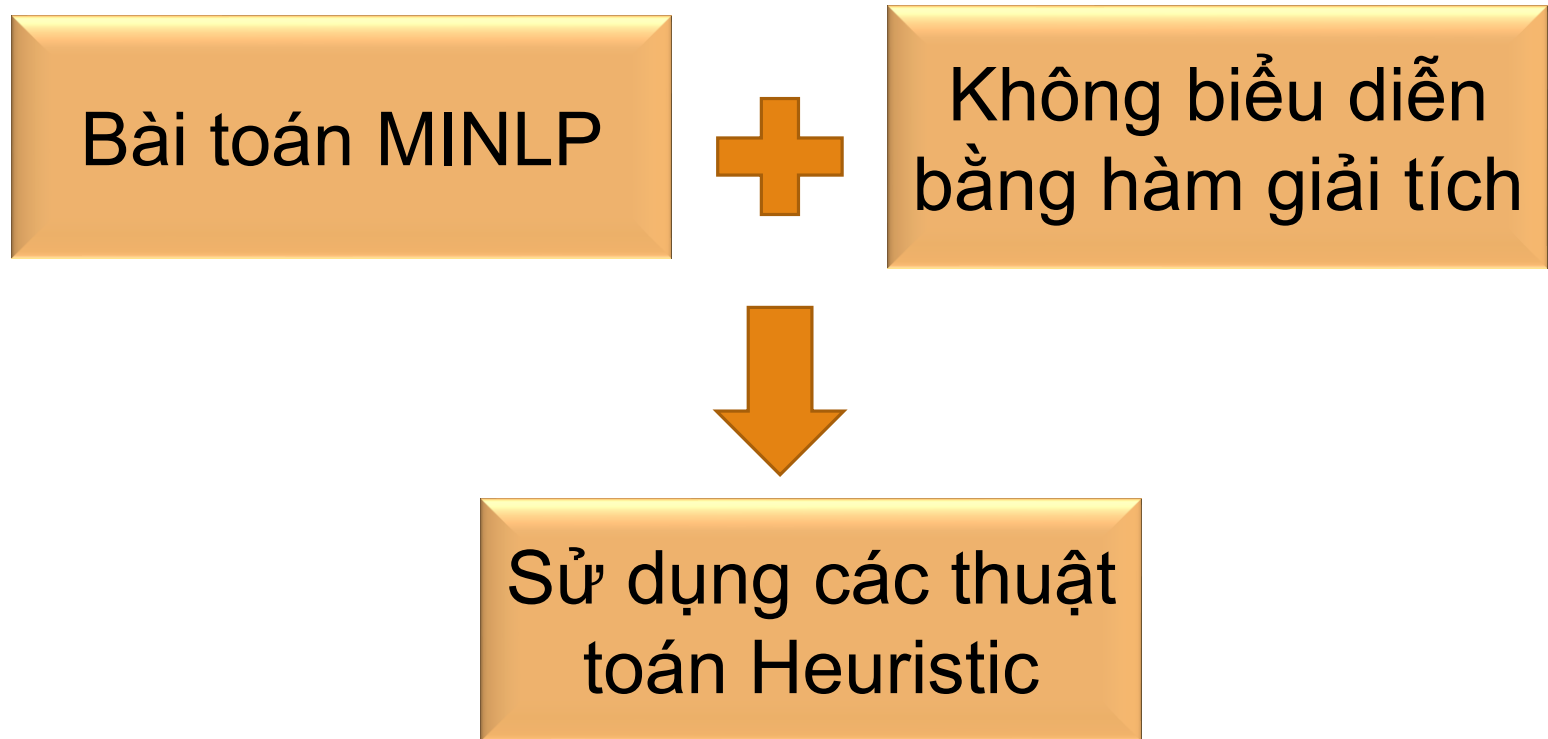 Bài toán MINLP
Không biểu diễn
bằng hàm giải tích
Sử dụng các thuật
toán Heuristic